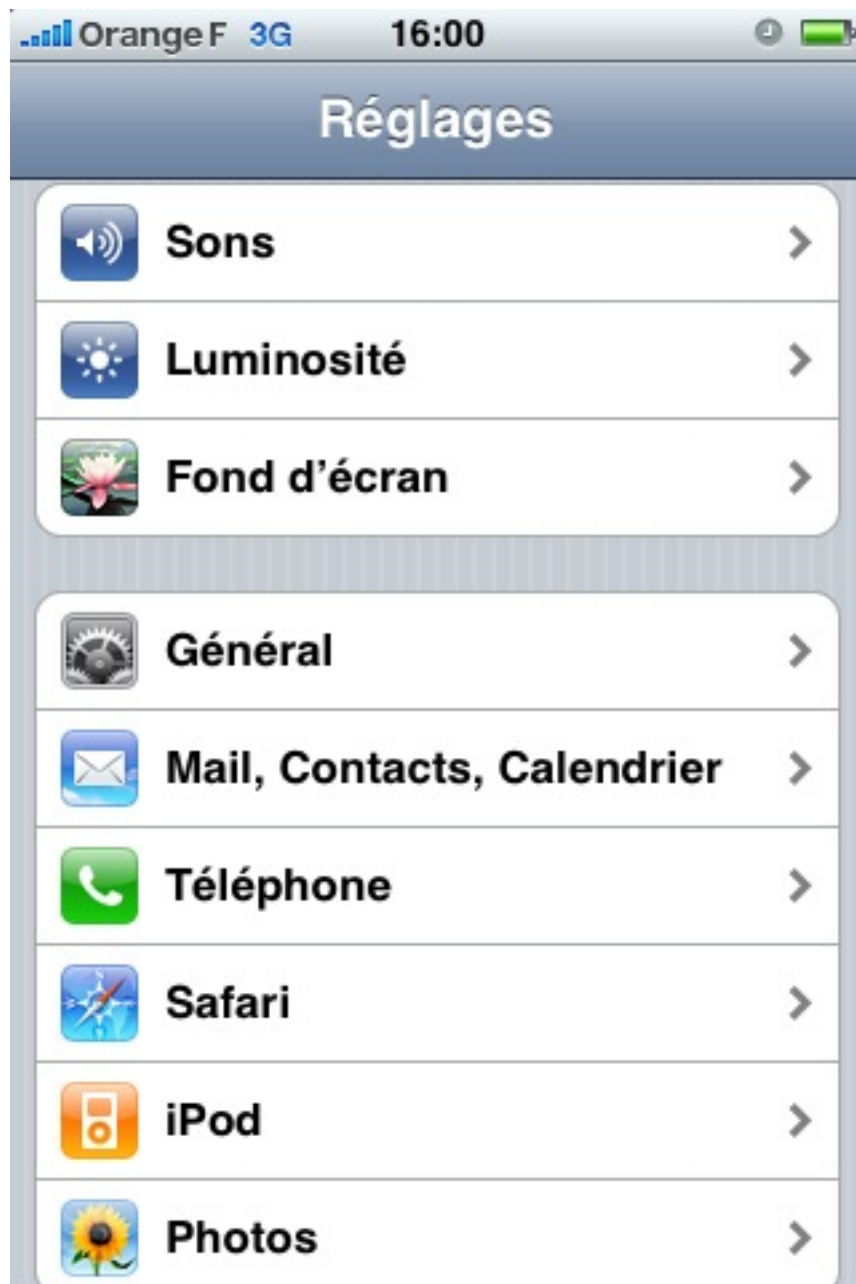 Orange F 3G 16:00
Réglages
Sons
Luminosité
Fond d’écran
Général
Mail, Contacts, Calendrier
Téléphone
Safari
iPod
Photos